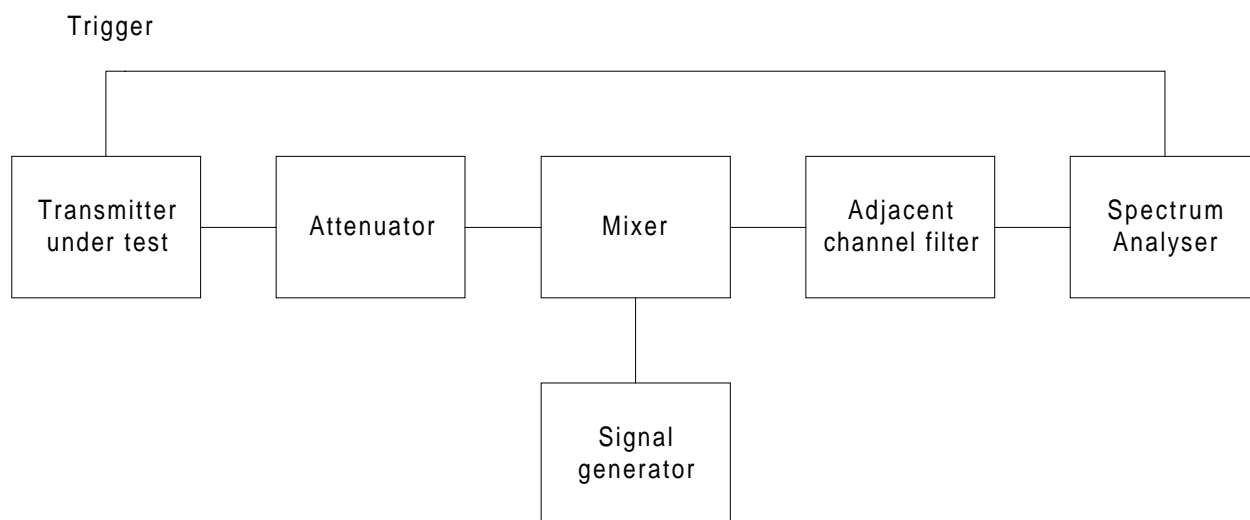 Trigger
Transmitter
under test
Attenuator
Mixer
Adjacent
channel filter
Spectrum
Analyser
Signal
generator